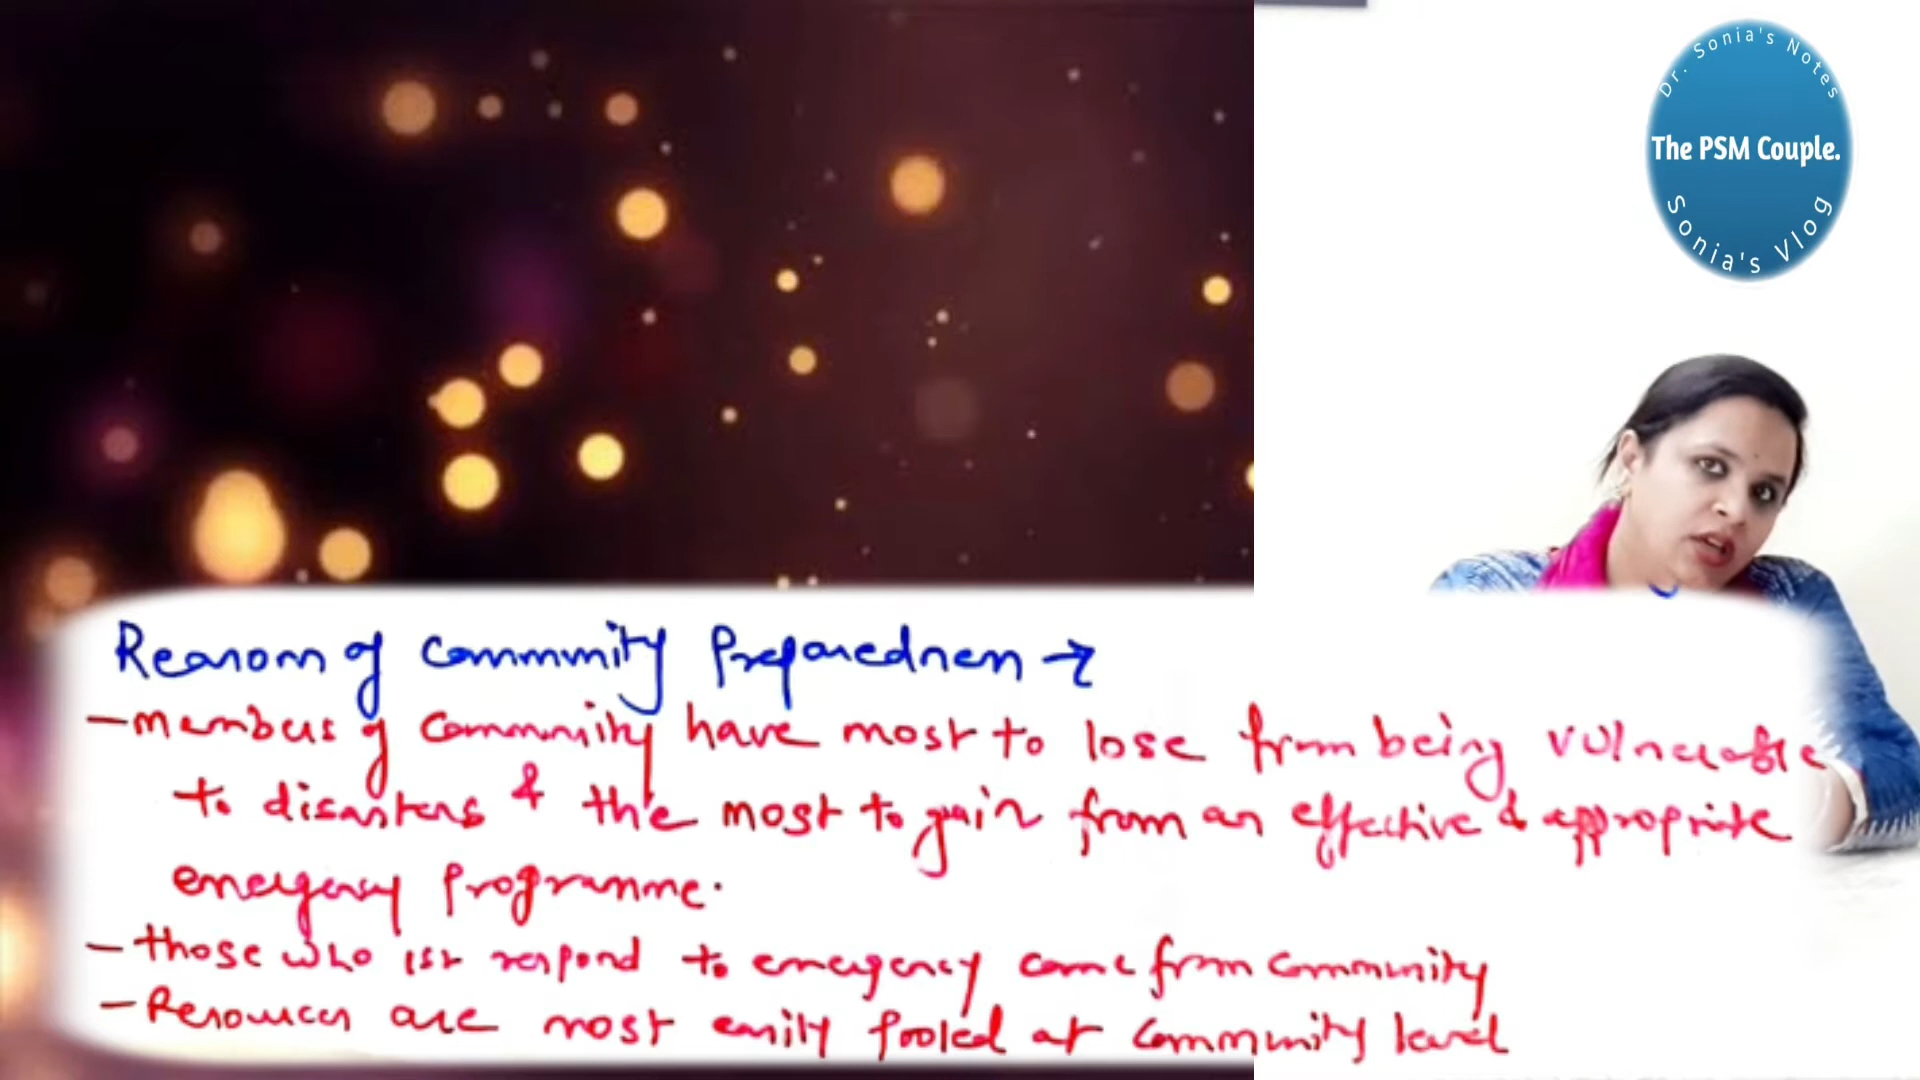 Dr. Sonia's Notes
The PSM Couple.
Sonia's Vlog
Reasons of Community Preparedness →
- members of community have most to lose from being vulnerable
to disasters & the most to gain from an effective & appropriate
emergency programme.
- those who 1st respond to emergency come from community
- Resources are most easily pooled at community level